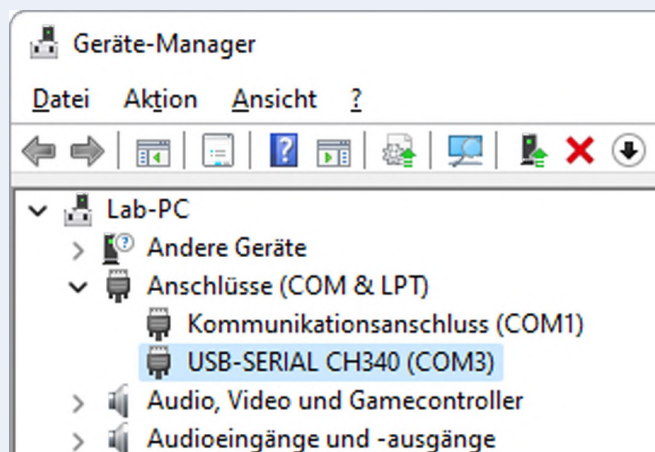 Geräte-Manager
Datei Aktion Ansicht ?
Lab-PC
Andere Geräte
Anschlüsse (COM & LPT)
Kommunikationsanschluss (COM1)
USB-SERIAL CH340 (COM3)
Audio, Video und Gamecontroller
Audioeingänge und -ausgänge